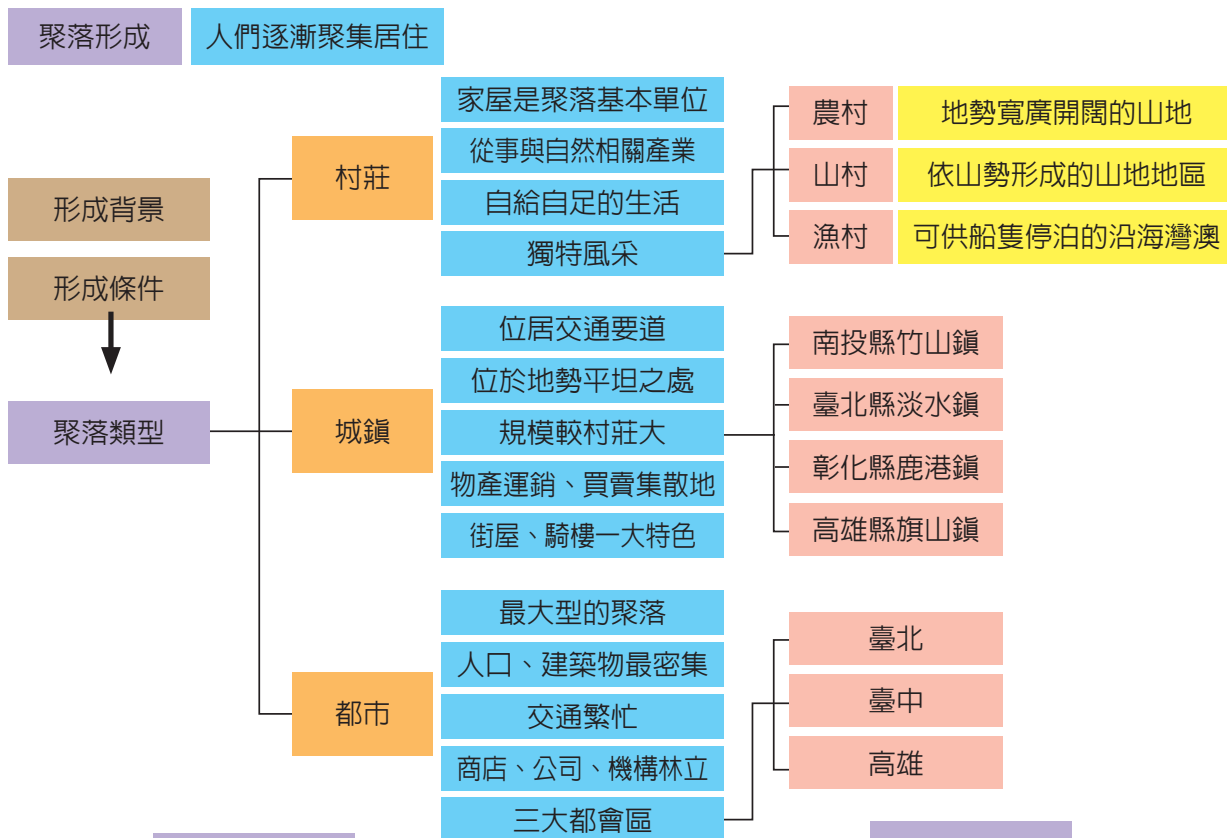 聚落形成
人們逐漸聚集居住
形成背景
形成條件
聚落類型
村莊
家屋是聚落基本單位
從事與自然相關產業
自給自足的生活
獨特風采
農村
地勢寬廣開闊的山地
山村
依山勢形成的山地地區
漁村
可供船隻停泊的沿海灣澳
城鎮
位居交通要道
位於地勢平坦之處
規模較村莊大
物產運銷、買賣集散地
街屋、騎樓一大特色
南投縣竹山鎮
臺北縣淡水鎮
彰化縣鹿港鎮
高雄縣旗山鎮
都市
最大型的聚落
人口、建築物最密集
交通繁忙
商店、公司、機構林立
三大都會區
臺北
臺中
高雄